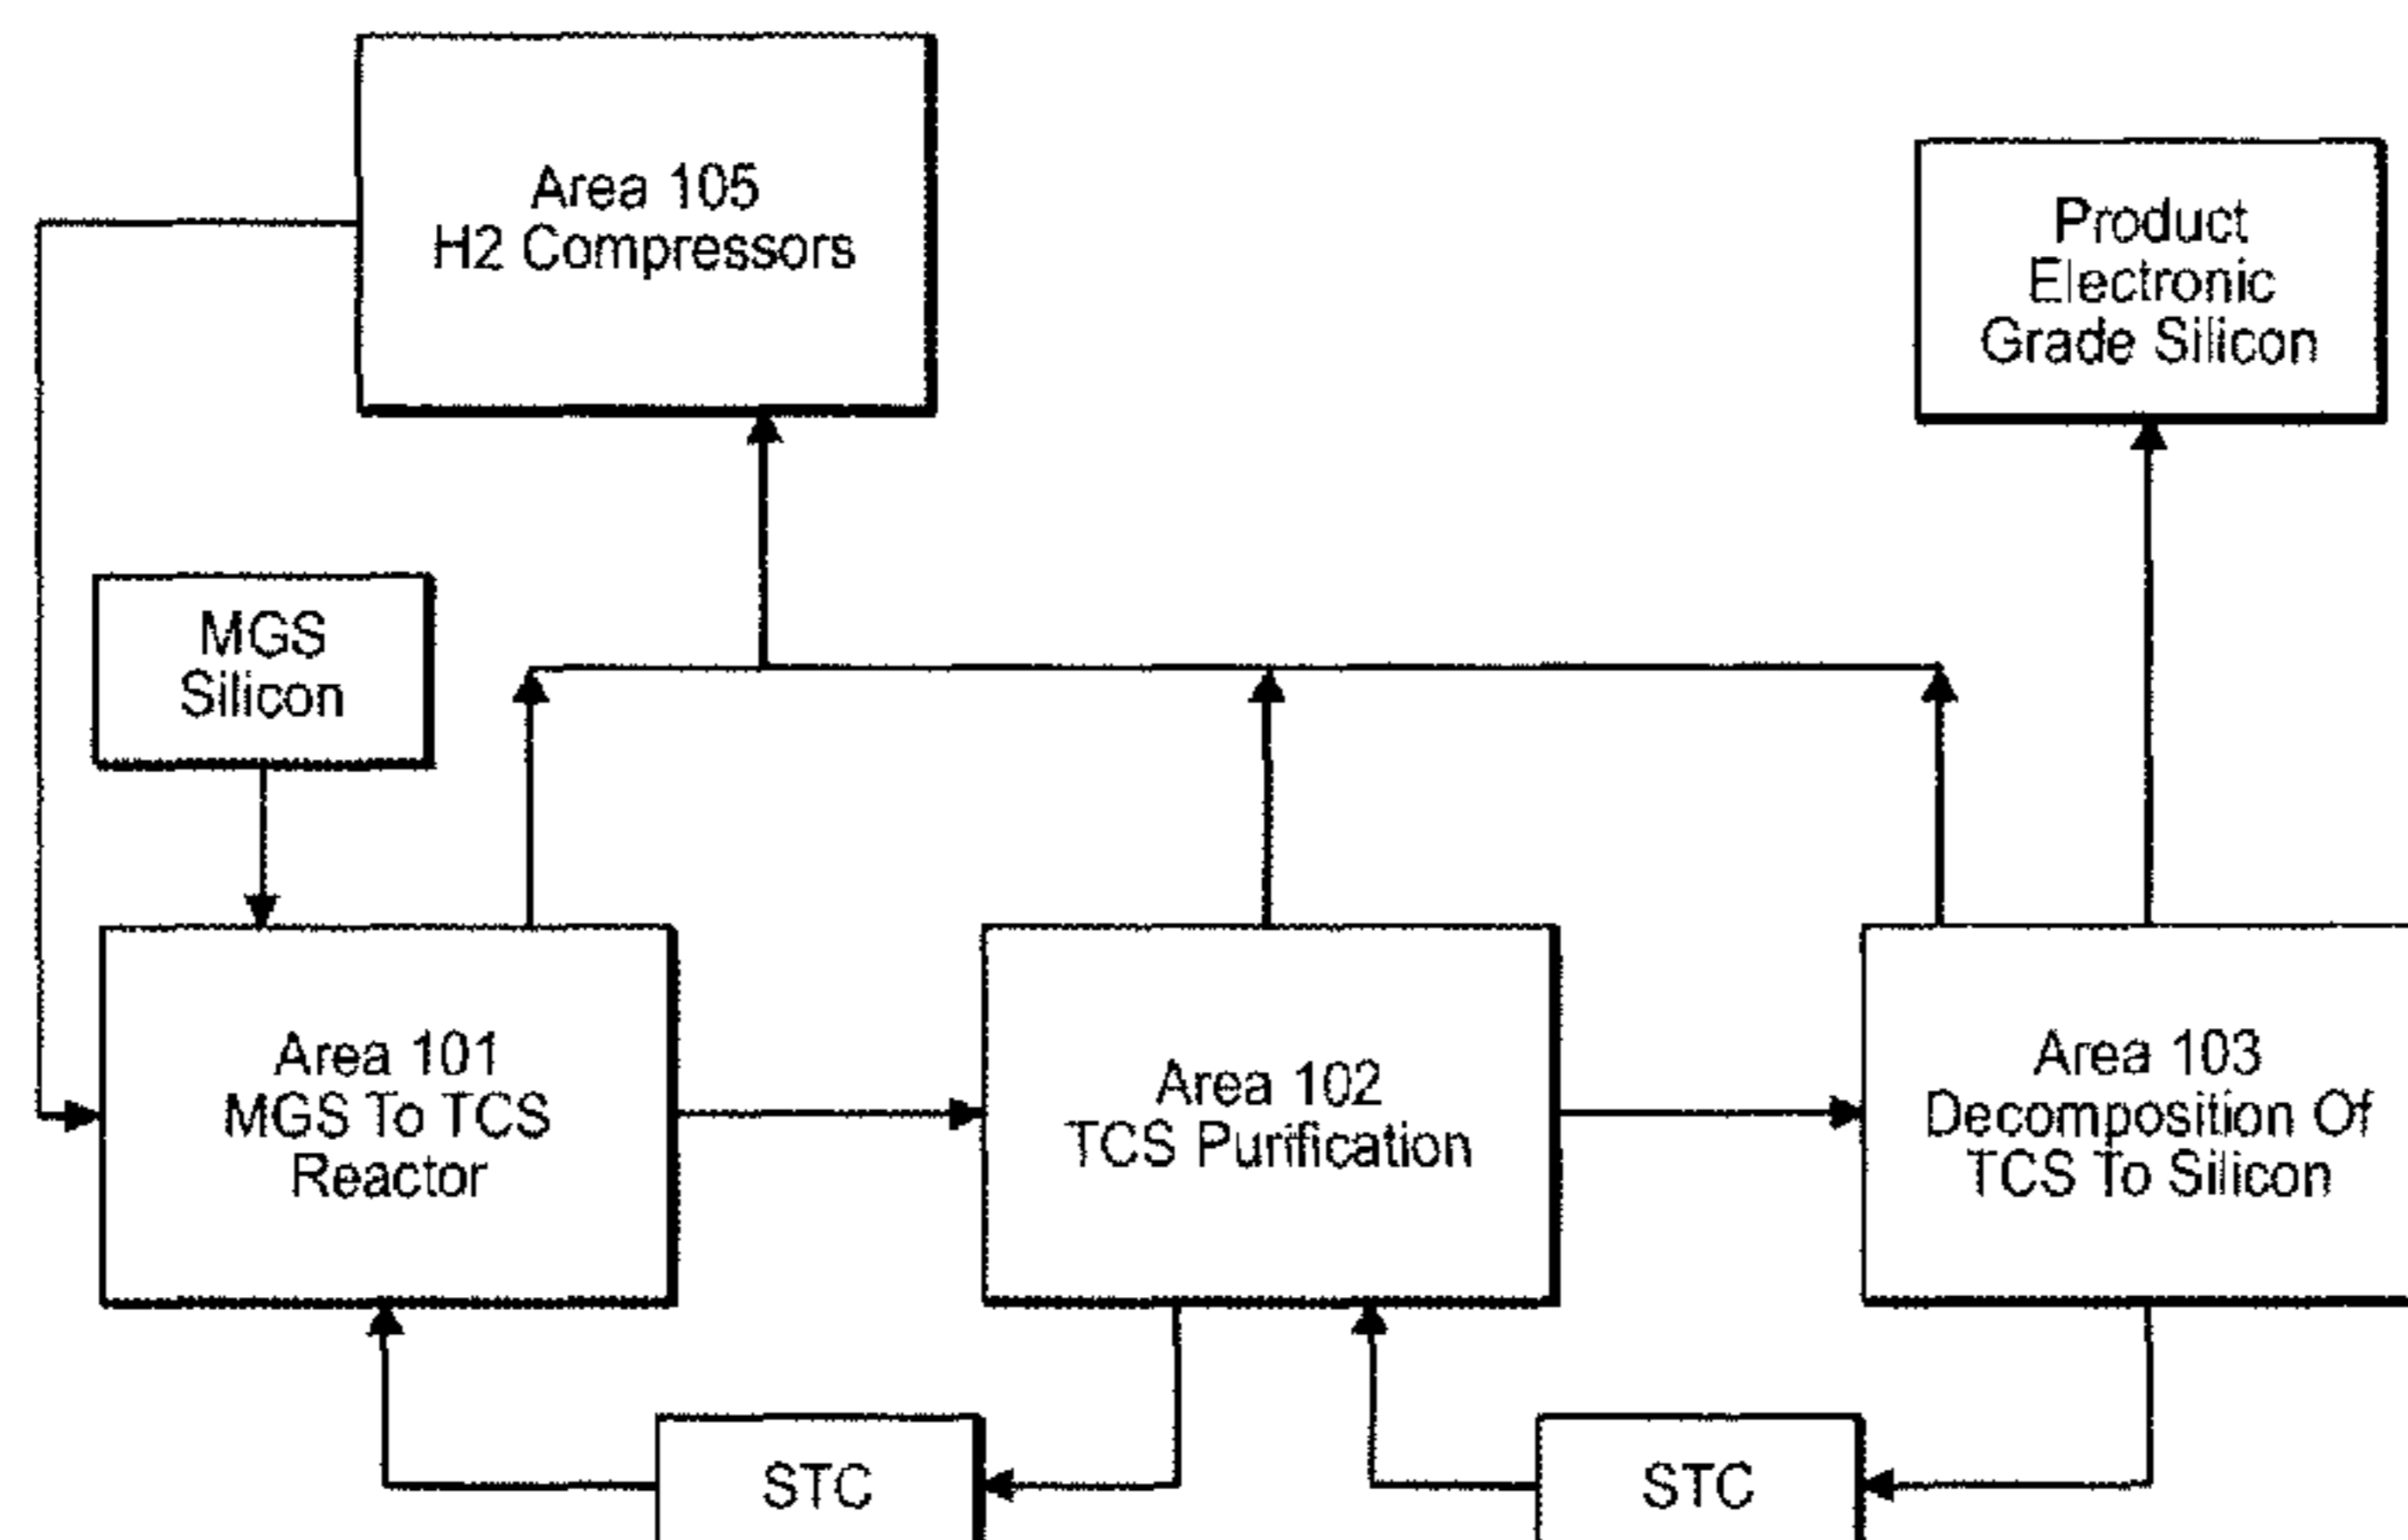 Area 105
H2 Compressors
Product
Electronic
Grade Silicon
MGS
Silicon
Area 101
MGS To TCS
Reactor
Area 102
TCS Purification
Area 103
Decomposition Of
TCS To Silicon
STC
STC